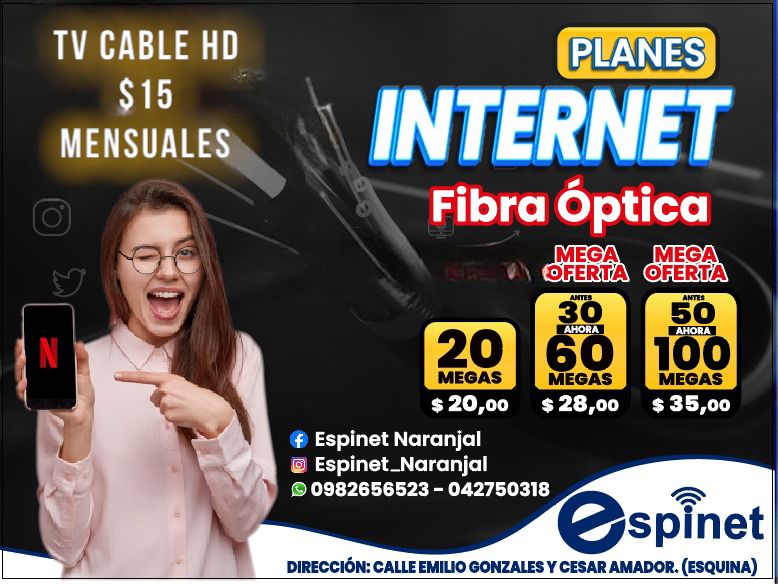 TV CABLE HD
$15
MENSUALES
PLANES
INTERNET
Fibra Óptica
MEGA
OFERTA
MEGA
OFERTA
20
MEGAS
$ 20,00
ANTES
30
AHORA
60
MEGAS
$ 28,00
ANTES
50
AHORA
100
MEGAS
$ 35,00
N
Espinet Naranjal
Espinet_Naranjal
0982656523 - 042750318
espinet
DIRECCIÓN: CALLE EMILIO GONZALES Y CESAR AMADOR. (ESQUINA)